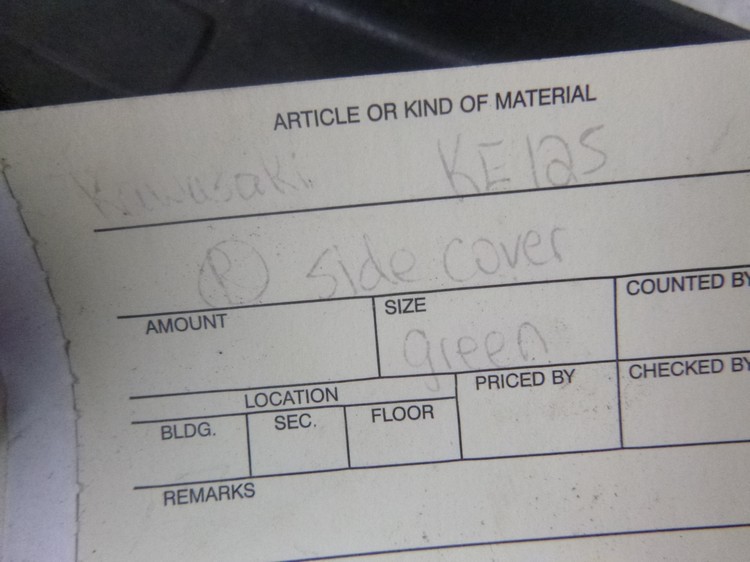 ARTICLE OR KIND OF MATERIAL
Kawasaki KE125
R side cover
AMOUNT SIZE COUNTED BY
green
LOCATION PRICED BY CHECKED BY
BLDG. SEC. FLOOR
REMARKS